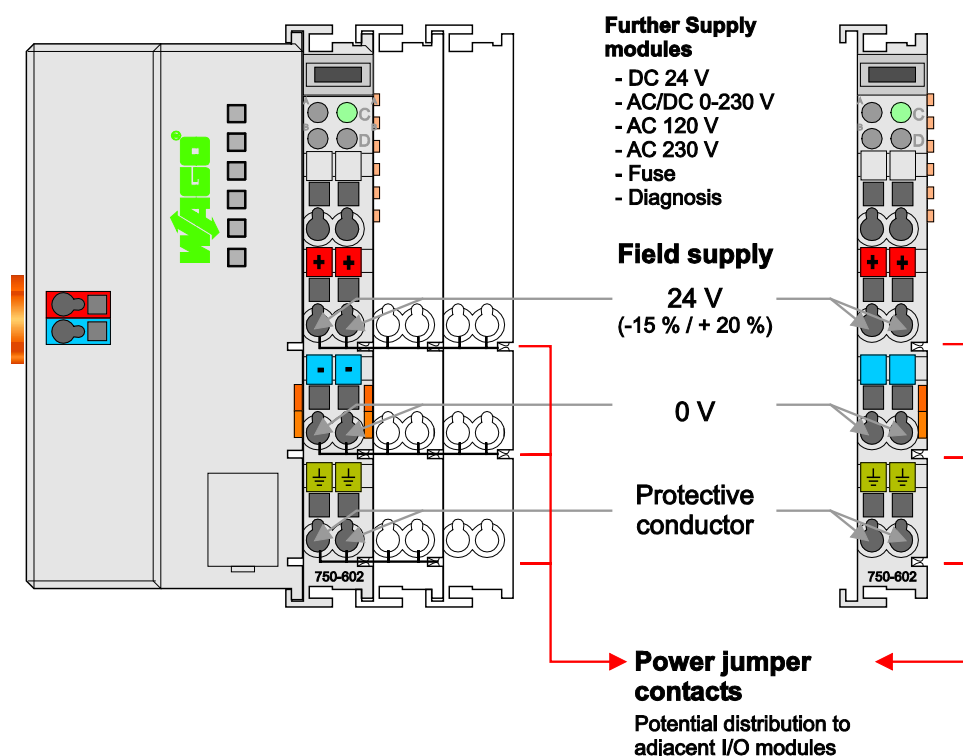 Further Supply
modules
- DC 24 V
- AC/DC 0-230 V
- AC 120 V
- AC 230 V
- Fuse
- Diagnosis
WAGO®
A
C
B
D
A
C
B
D
Field supply
24 V
(-15 % / + 20 %)
0 V
Protective
conductor
+ +
- -
+ +
750-602
750-602
Power jumper
contacts
Potential distribution to
adjacent I/O modules